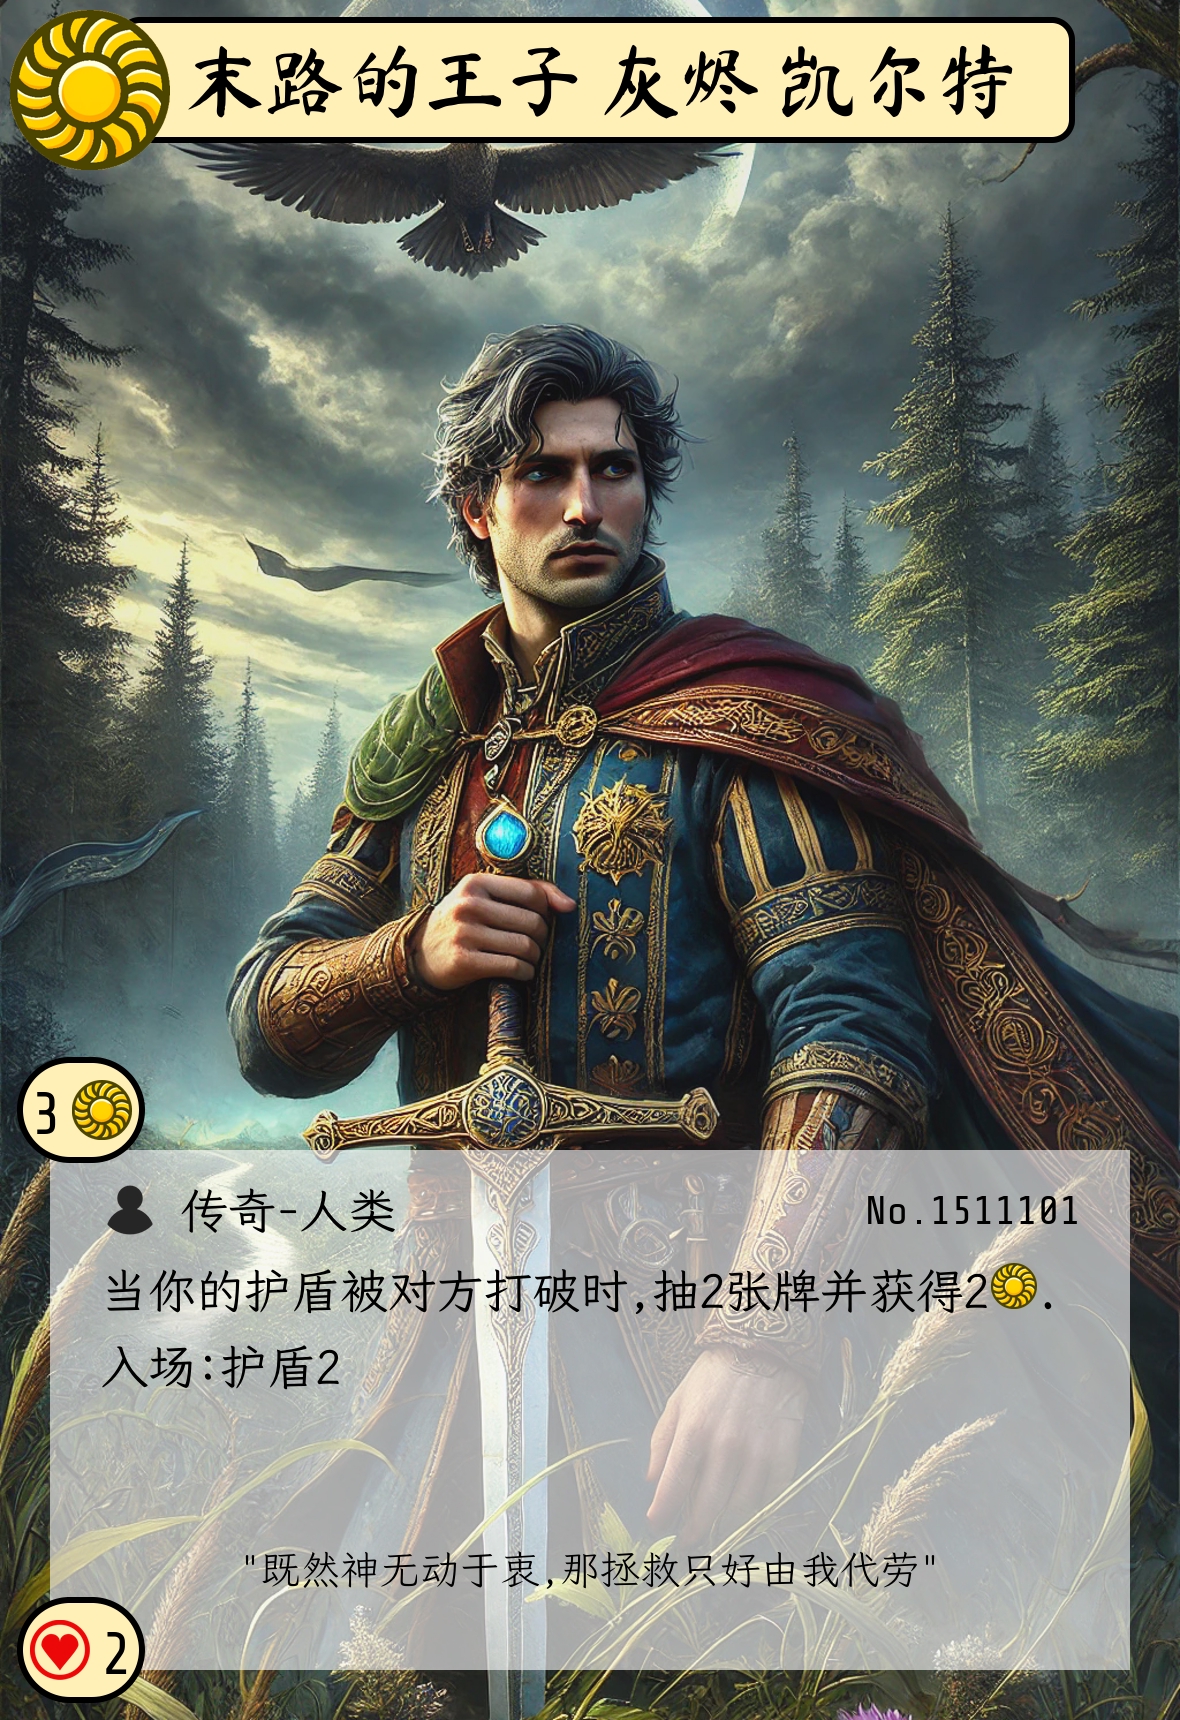 末路的王子 灰烬 凯尔特
3
传奇-人类
No.1511101
当你的护盾被对方打破时,抽2张牌并获得2.
入场:护盾2
"既然神无动于衷,那拯救只好由我代劳"
2